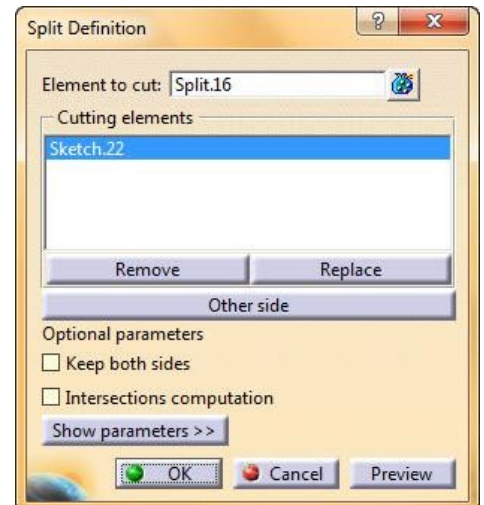 Split Definition
?
X
Element to cut: Split.16
Cutting elements
Sketch.22
Remove Replace
Other side
Optional parameters
Keep both sides
Intersections computation
Show parameters >>
OK Cancel Preview